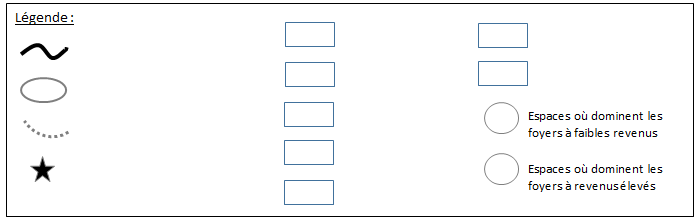 Légende :
Espaces où dominent les
foyers à faibles revenus
Espaces où dominent les
foyers à revenus élevés